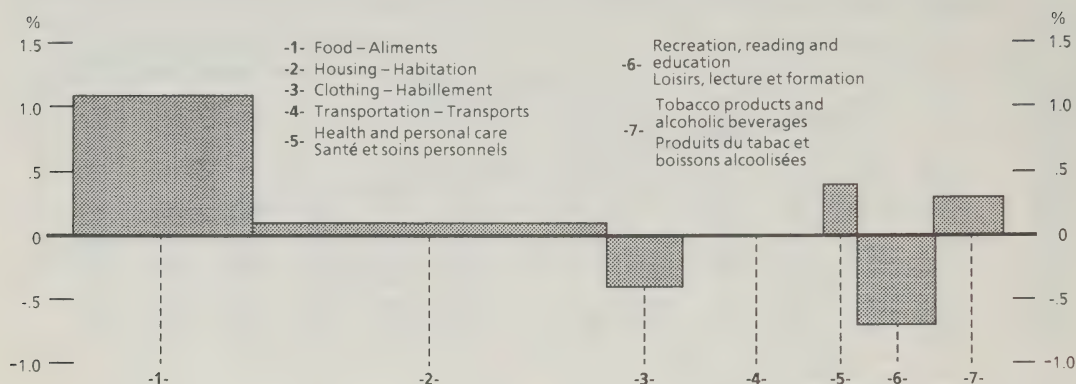 %
1.5
1.0
.5
0
-.5
-1.0
-1- Food – Aliments
-2- Housing – Habitation
-3- Clothing – Habillement
-4- Transportation – Transports
-5- Health and personal care
Santé et soins personnels
-6- Recreation, reading and
education
Loisirs, lecture et formation
-7- Tobacco products and
alcoholic beverages
Produits du tabac et
boissons alcoolisées
%
1.5
1.0
.5
0
-.5
-1.0
-1- -2- -3- -4- -5- -6- -7-